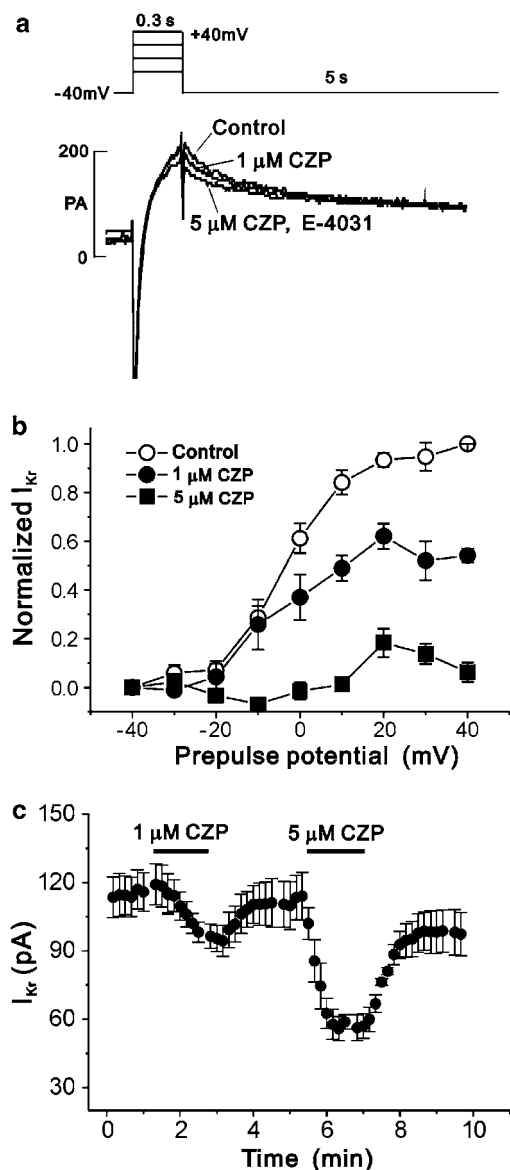 a
0.3 s
+40mV
-40mV
5 s
200
PA
0
Control
1 μM CZP
5 μM CZP, E-4031
b
Normalized IKr
1.0
0.8
0.6
0.4
0.2
0.0
Control
1 μM CZP
5 μM CZP
-40 -20 0 20 40
Prepulse potential (mV)
c
IKr (pA)
150
120
90
60
30
1 μM CZP
5 μM CZP
0 2 4 6 8 10
Time (min)